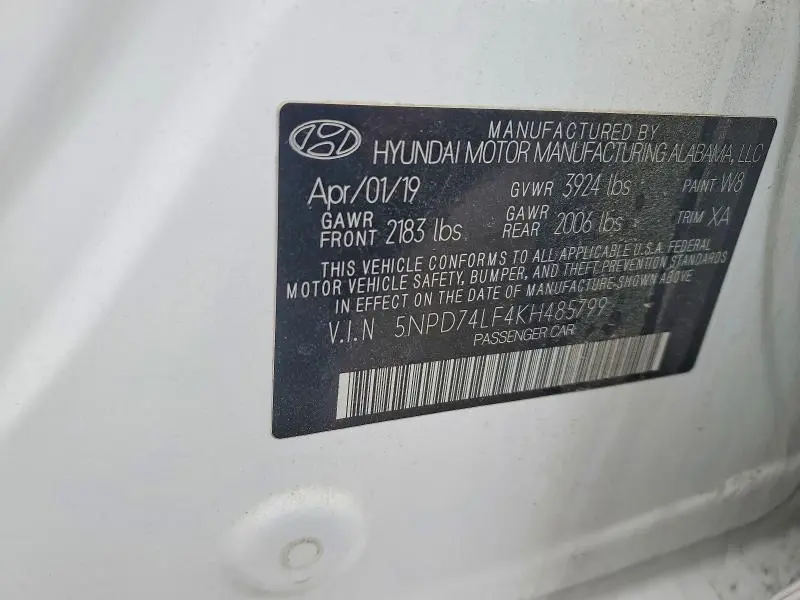 MANUFACTURED BY
HYUNDAI MOTOR MANUFACTURING ALABAMA, LLC
Apr/01/19 GVWR 3924 lbs PAINT W8
GAWR FRONT 2183 lbs. GAWR REAR 2006 lbs TRIM XA
THIS VEHICLE CONFORMS TO ALL APPLICABLE U.S.A. FEDERAL
MOTOR VEHICLE SAFETY, BUMPER, AND THEFT PREVENTION STANDARDS
IN EFFECT ON THE DATE OF MANUFACTURE SHOWN ABOVE.
V.I.N 5NPD74LF4KH485799
PASSENGER CAR